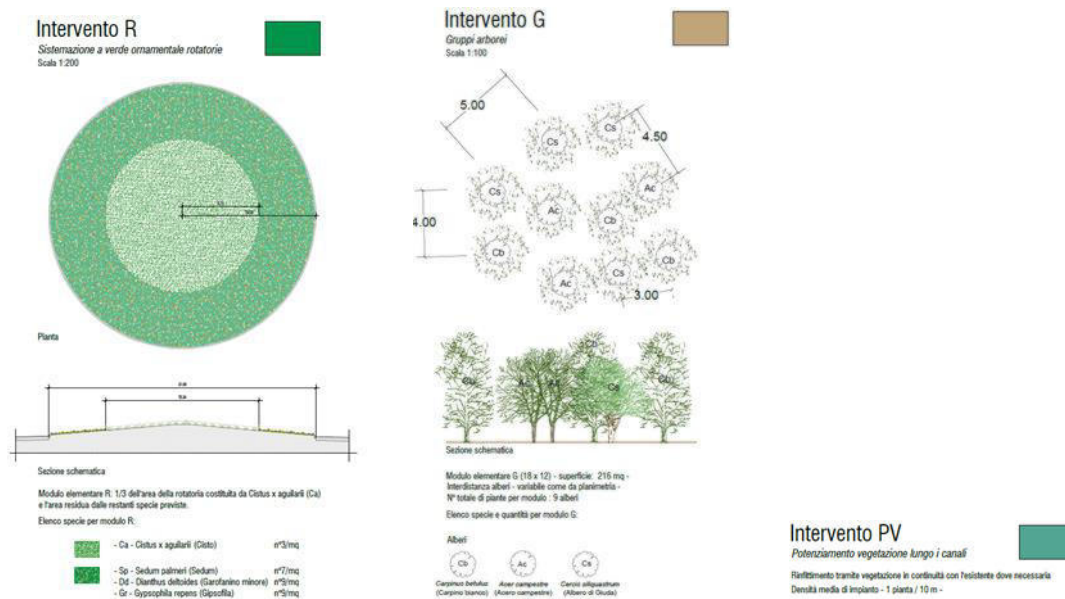 Intervento R
Sistemazione a verde ornamentale rotatorie
Scala 1:200
Pianta
Sezione schematica
Modulo elementare R: 1/3 dell'area della rotatoria costituita da Cistus x aguilarii (Ca)
e l'area residua dalle restanti specie previste.
Elenco specie per modulo R:
- Ca - Cistus x aguilarii (Cisto) n°3/mq
- Sp - Sedum palmeri (Sedum) n°7/mq
- Dd - Dianthus deltoides (Garofanino minore) n°9/mq
- Gr - Gypsophila repens (Gipsofila) n°9/mq
Intervento G
Gruppi arborei
Scala 1:100
5.00
4.50
Cs
Cs
Cs
Ac
Ac
Cb
4.00
Cb
Cb
Cs
Ac
3.00
Cb
Cb
Ac
Ac
Cs
Cb
Sezione schematica
Modulo elementare G (18 x 12) - superficie: 216 mq -
Interdistanza alberi - variabile come da planimetria -
N° totale di piante per modulo : 9 alberi
Elenco specie e quantità per modulo G:
Alberi
Cb Ac Cs
Carpinus betulus Acer campestre Cercis siliquastrum
(Carpino bianco) (Acero campestre) (Albero di Giuda)
Intervento PV
Potenziamento vegetazione lungo i canali
Rinfittimento tramite vegetazione in continuità con l'esistente dove necessaria
Densità media di impianto - 1 pianta / 10 m -